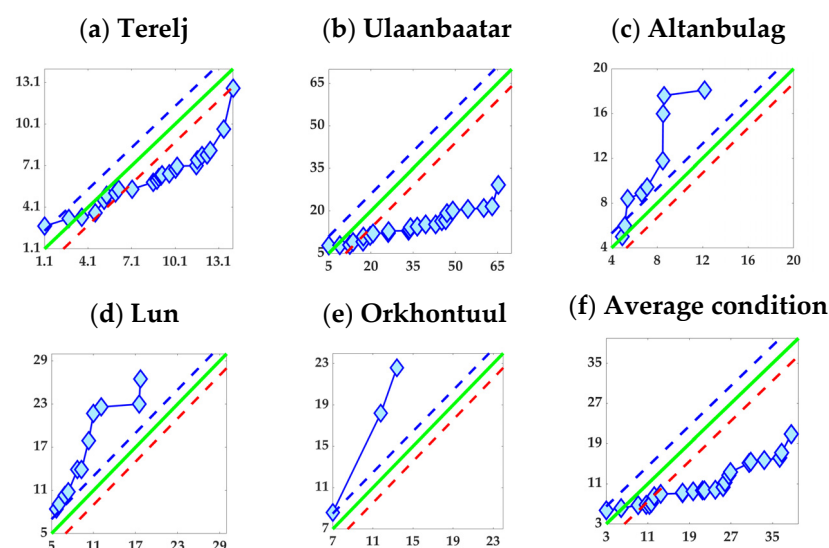 (a) Terelj
(b) Ulaanbaatar
(c) Altanbulag
13.1
10.1
7.1
4.1
1.1
1.1 4.1 7.1 10.1 13.1
65
50
35
20
5
5 20 35 50 65
20
16
12
8
4
4 8 12 16 20
(d) Lun
(e) Orkhontuul
(f) Average condition
29
23
17
11
5
5 11 17 23 29
23
19
15
11
7
7 11 15 19 23
35
27
19
11
3
3 11 19 27 35